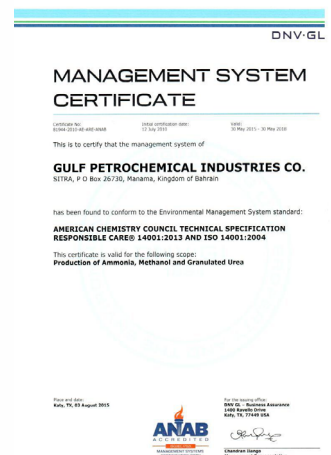 DNV·GL
MANAGEMENT SYSTEM
CERTIFICATE
Certificate No:
Initial certification date:
Valid:
12 July 2010
30 May 2015 - 30 May 2018
This is to certify that the management system of
GULF PETROCHEMICAL INDUSTRIES CO.
SITRA, P O Box 26730, Manama, Kingdom of Bahrain
has been found to conform to the Environmental Management System standard:
AMERICAN CHEMISTRY COUNCIL TECHNICAL SPECIFICATION
RESPONSIBLE CARE® 14001:2013 AND ISO 14001:2004
This certificate is valid for the following scope:
Production of Ammonia, Methanol and Granulated Urea
Place and date:
Katy, TX, 03 August 2015
For the issuing office:
DNV GL - Business Assurance
1400 Ravello Drive
Katy, TX, 77449 USA
ANAB
ACCREDITED
MANAGEMENT SYSTEMS